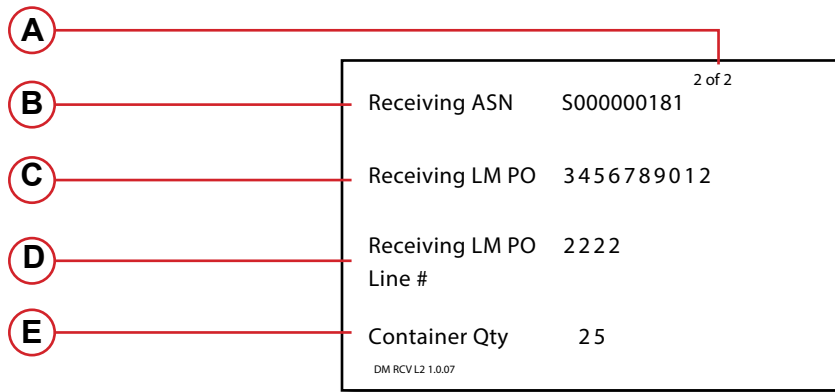 A
2 of 2
B
Receiving ASN S000000181
C
Receiving LM PO 3456789012
D
Receiving LM PO 2222
Line #
E
Container Qty 25
DM RCV L2 1.0.07